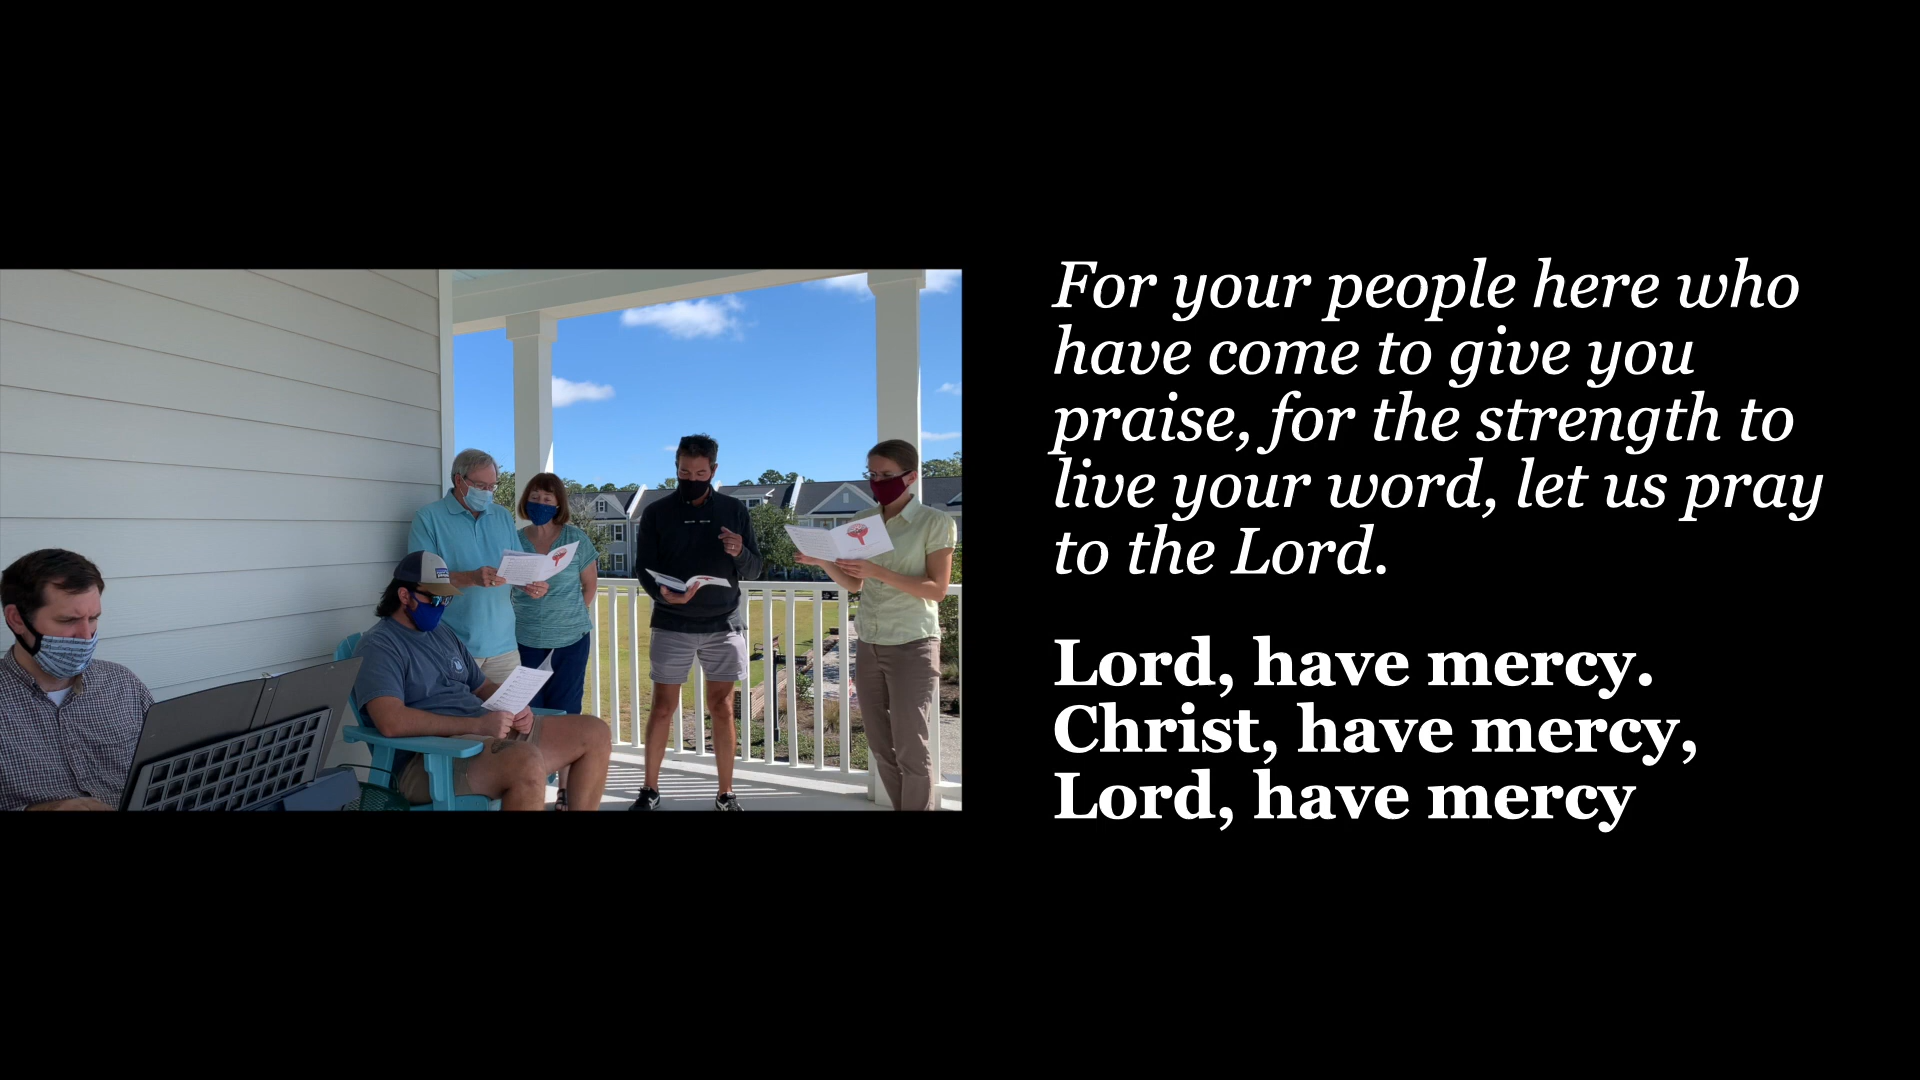 For your people here who
have come to give you
praise, for the strength to
live your word, let us pray
to the Lord.
Lord, have mercy.
Christ, have mercy,
Lord, have mercy